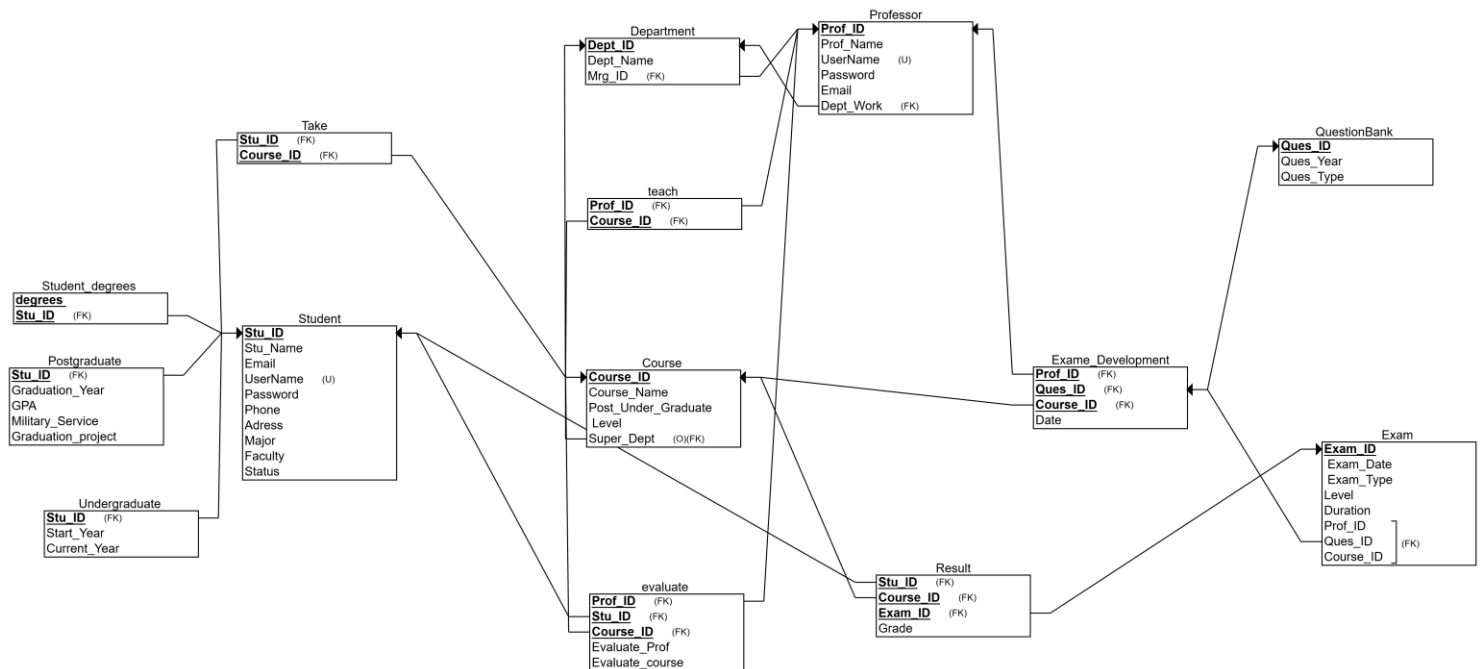 Professor
Prof_ID
Prof_Name
UserName (U)
Password
Email
Dept_Work (FK)
Department
Dept_ID
Dept_Name
Mrg_ID (FK)
Take
Stu_ID (FK)
Course_ID (FK)
QuestionBank
Ques_ID
Ques_Year
Ques_Type
teach
Prof_ID (FK)
Course_ID (FK)
Student_degrees
degrees
Stu_ID (FK)
Student
Stu_ID
Stu_Name
Email
UserName (U)
Password
Phone
Adress
Major
Faculty
Status
Postgraduate
Stu_ID (FK)
Graduation_Year
GPA
Military_Service
Graduation_project
Course
Course_ID
Course_Name
Post_Under_Graduate
Level
Super_Dept (O)(FK)
Exame_Development
Prof_ID (FK)
Ques_ID (FK)
Course_ID (FK)
Date
Exam
Exam_ID
Exam_Date
Exam_Type
Level
Duration
Prof_ID
Ques_ID (FK)
Course_ID
Undergraduate
Stu_ID (FK)
Start_Year
Current_Year
Result
Stu_ID (FK)
Course_ID (FK)
Exam_ID (FK)
Grade
evaluate
Prof_ID (FK)
Stu_ID (FK)
Course_ID (FK)
Evaluate_Prof
Evaluate_course